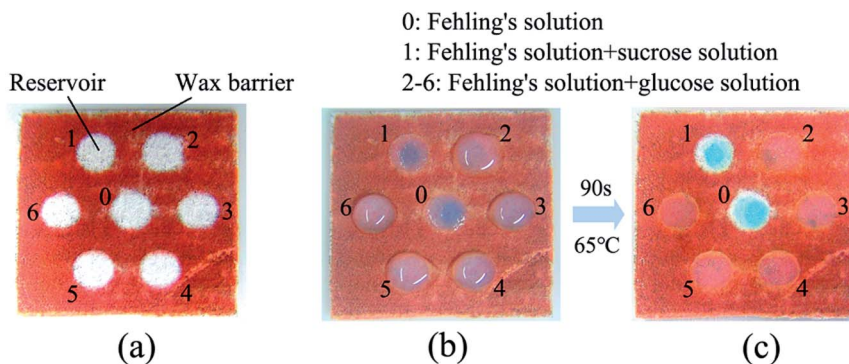 0: Fehling's solution
1: Fehling's solution+sucrose solution
2-6: Fehling's solution+glucose solution
Reservoir Wax barrier
1 2
0
6 3
5 4
1 2
0
6 3
5 4
90s
65℃
1 2
0
6 3
5 4
(a) (b) (c)